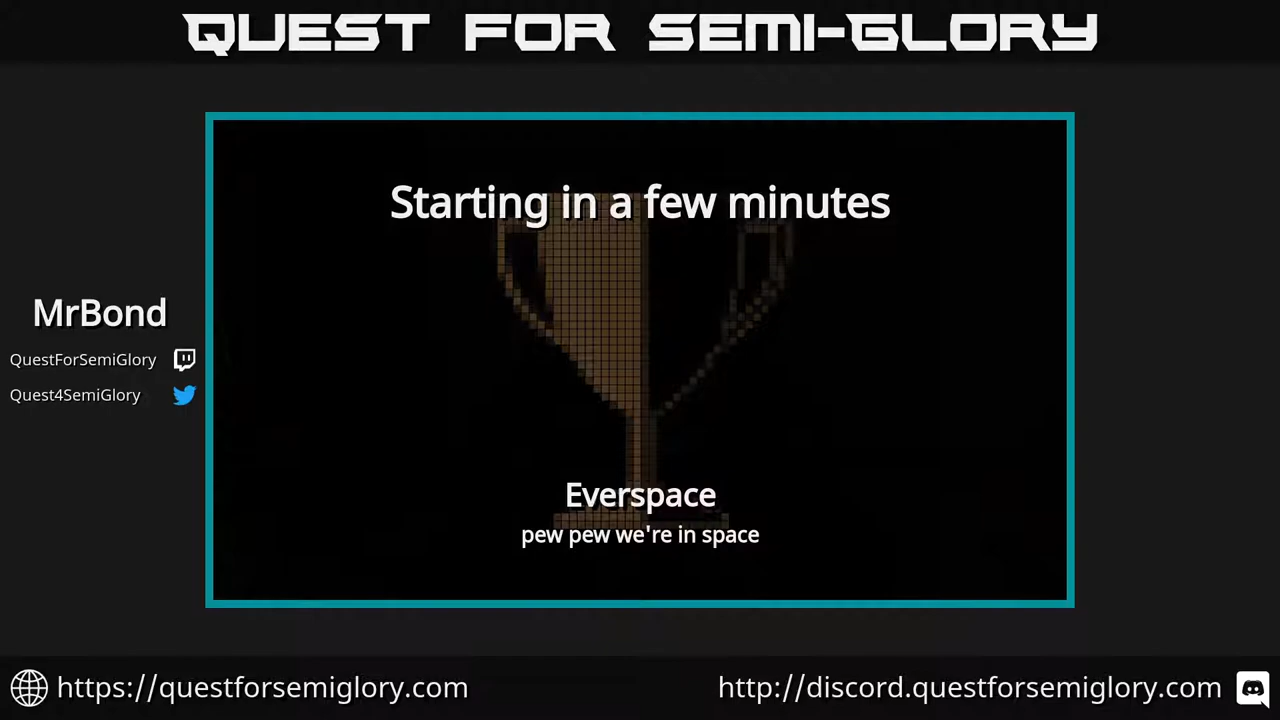 QUEST FOR SEMI-GLORY
Starting in a few minutes
MrBond
QuestForSemiGlory
Quest4SemiGlory
Everspace
pew pew we're in space
https://questforsemiglory.com
http://discord.questforsemiglory.com